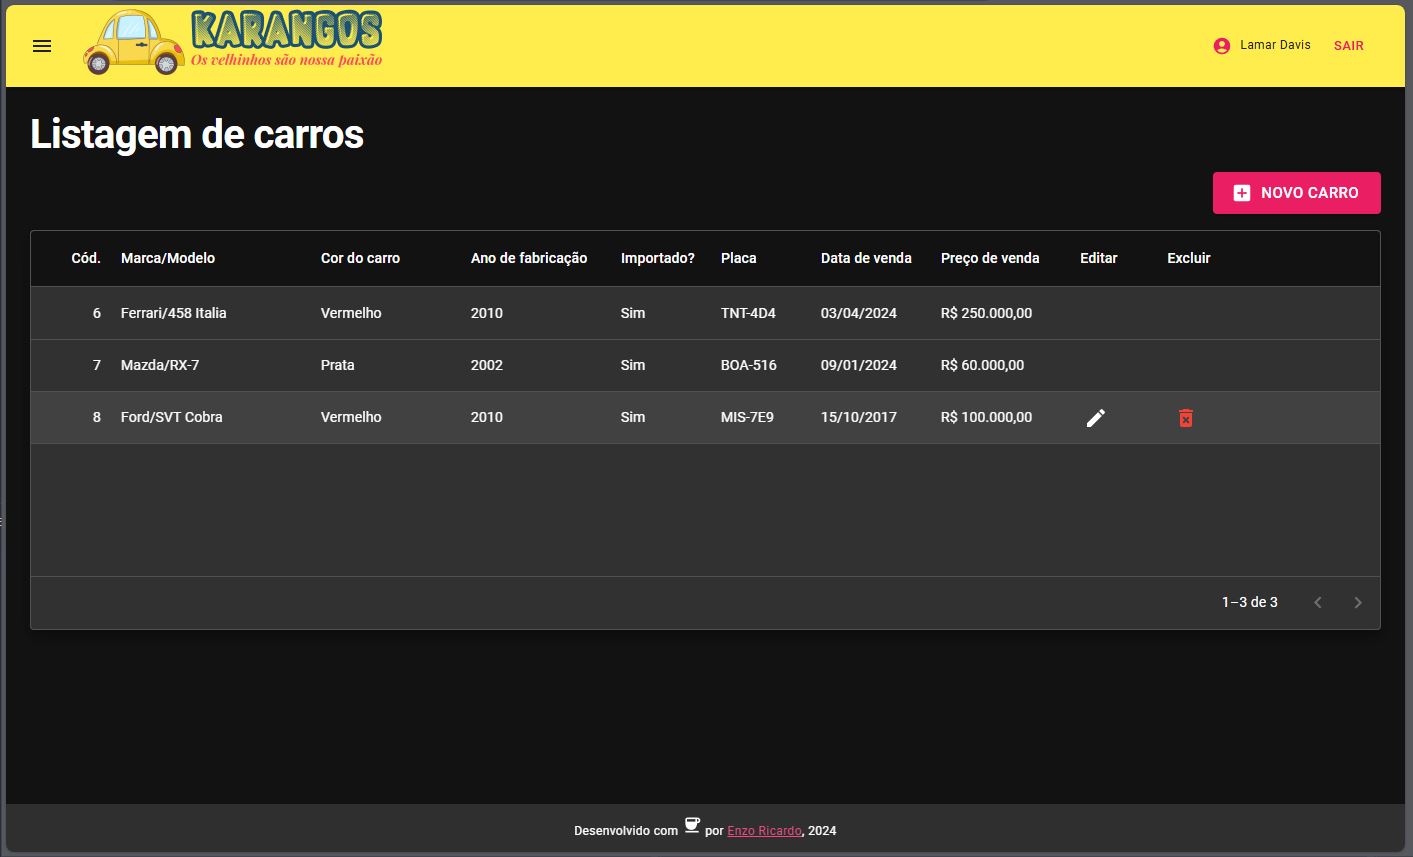 KARANGOS
Os velhinhos são nossa paixão
Lamar Davis SAIR
Listagem de carros
NOVO CARRO
Cód. Marca/Modelo Cor do carro Ano de fabricação Importado? Placa Data de venda Preço de venda Editar Excluir
6 Ferrari/458 Italia Vermelho 2010 Sim TNT-4D4 03/04/2024 R$ 250.000,00
7 Mazda/RX-7 Prata 2002 Sim BOA-516 09/01/2024 R$ 60.000,00
8 Ford/SVT Cobra Vermelho 2010 Sim MIS-7E9 15/10/2017 R$ 100.000,00
1–3 de 3
Desenvolvido com por Enzo Ricardo, 2024